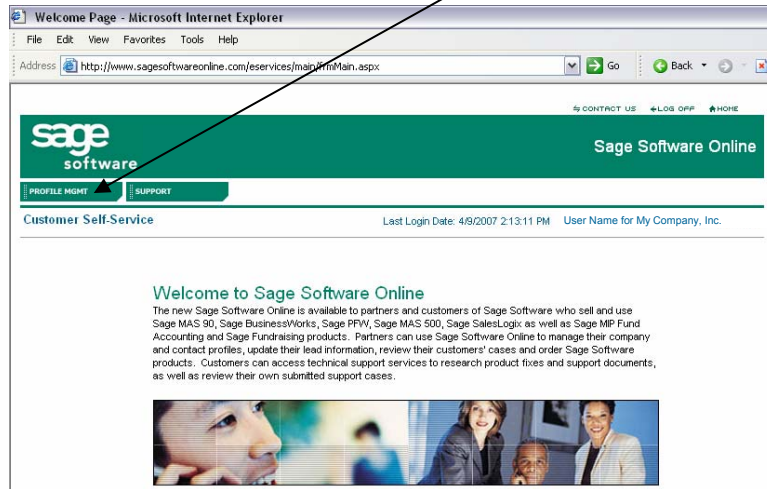 Welcome Page - Microsoft Internet Explorer
File Edit View Favorites Tools Help
Address http://www.sagesoftwareonline.com/eservices/main/frmMain.aspx Go Back
CONTACT US LOG OFF HOME
sage
software
Sage Software Online
PROFILE MGMT SUPPORT
Customer Self-Service Last Login Date: 4/9/2007 2:13:11 PM User Name for My Company, Inc.
Welcome to Sage Software Online
The new Sage Software Online is available to partners and customers of Sage Software who sell and use
Sage MAS 90, Sage BusinessWorks, Sage PFW, Sage MAS 500, Sage SalesLogix as well as Sage MIP Fund
Accounting and Sage Fundraising products. Partners can use Sage Software Online to manage their company
and contact profiles, update their lead information, review their customers' cases and order Sage Software
products. Customers can access technical support services to research product fixes and support documents,
as well as review their own submitted support cases.